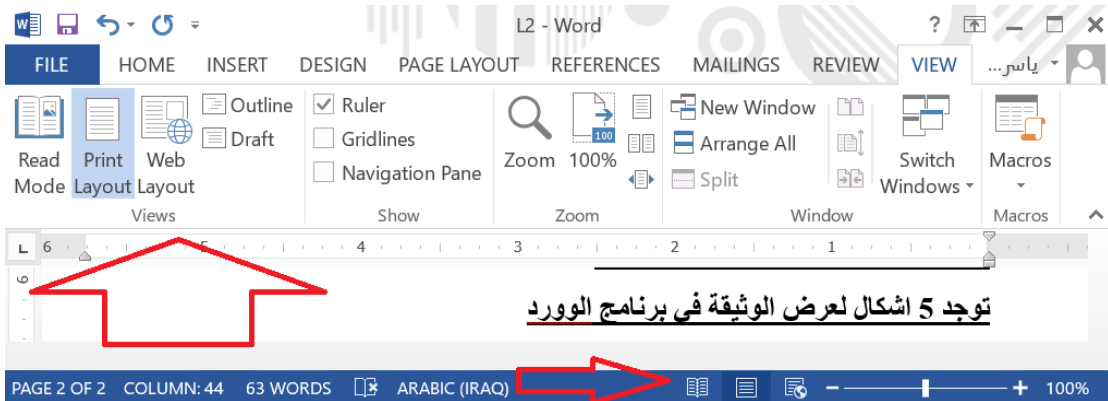 L2 - Word
?
FILE HOME INSERT DESIGN PAGE LAYOUT REFERENCES MAILINGS REVIEW VIEW ياسر...
Read Mode
Print Layout
Web Layout
Outline
Draft
Views
Ruler
Gridlines
Navigation Pane
Show
Zoom
100
100%
Zoom
New Window
Arrange All
Split
Switch Windows
Window
Macros
Macros
6 5 4 3 2 1
9
توجد 5 اشكال لعرض الوثيقة في برنامج الوورد
PAGE 2 OF 2 COLUMN: 44 63 WORDS ARABIC (IRAQ) 100%